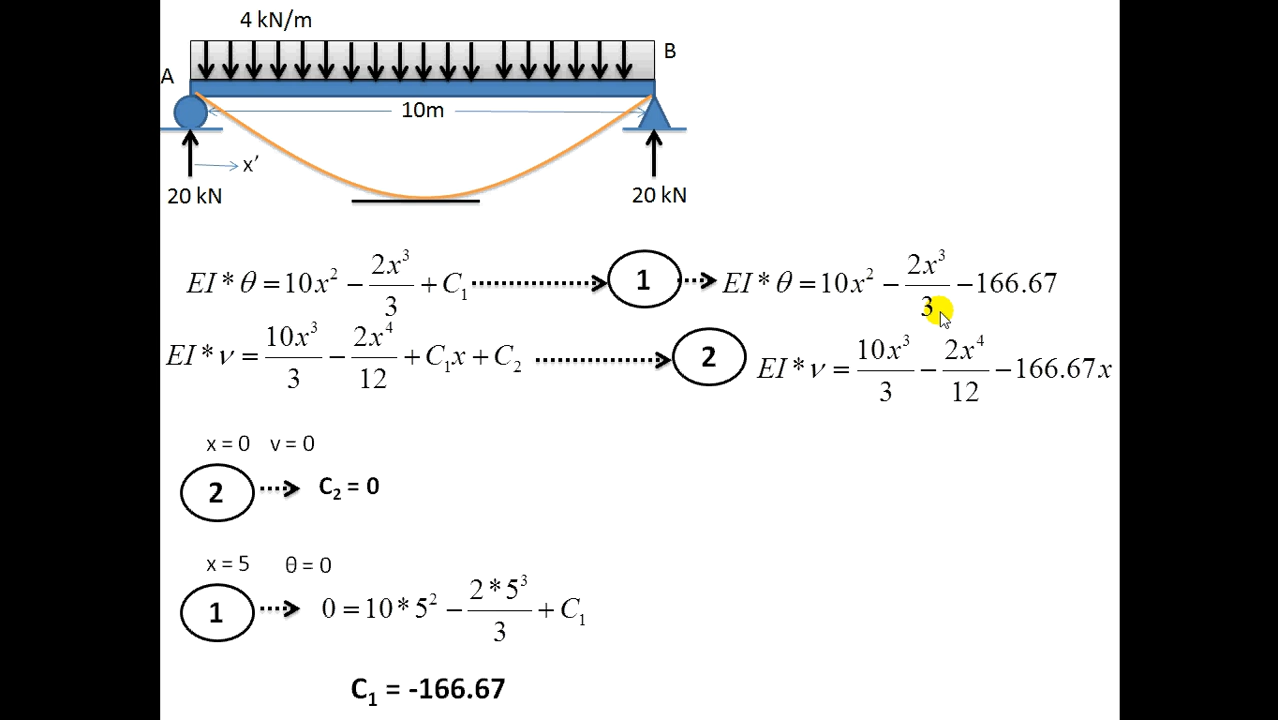 4 kN/m
A
B
10m
x’
20 kN
20 kN
EI * θ = 10x² − 2x³/3 + C₁
1
EI * θ = 10x² − 2x³/3 − 166.67
EI * ν = 10x³/3 − 2x⁴/12 + C₁x + C₂
2
EI * ν = 10x³/3 − 2x⁴/12 − 166.67x
x = 0 v = 0
2
C₂ = 0
x = 5 θ = 0
1
0 = 10 * 5² − 2 * 5³/3 + C₁
C₁ = -166.67